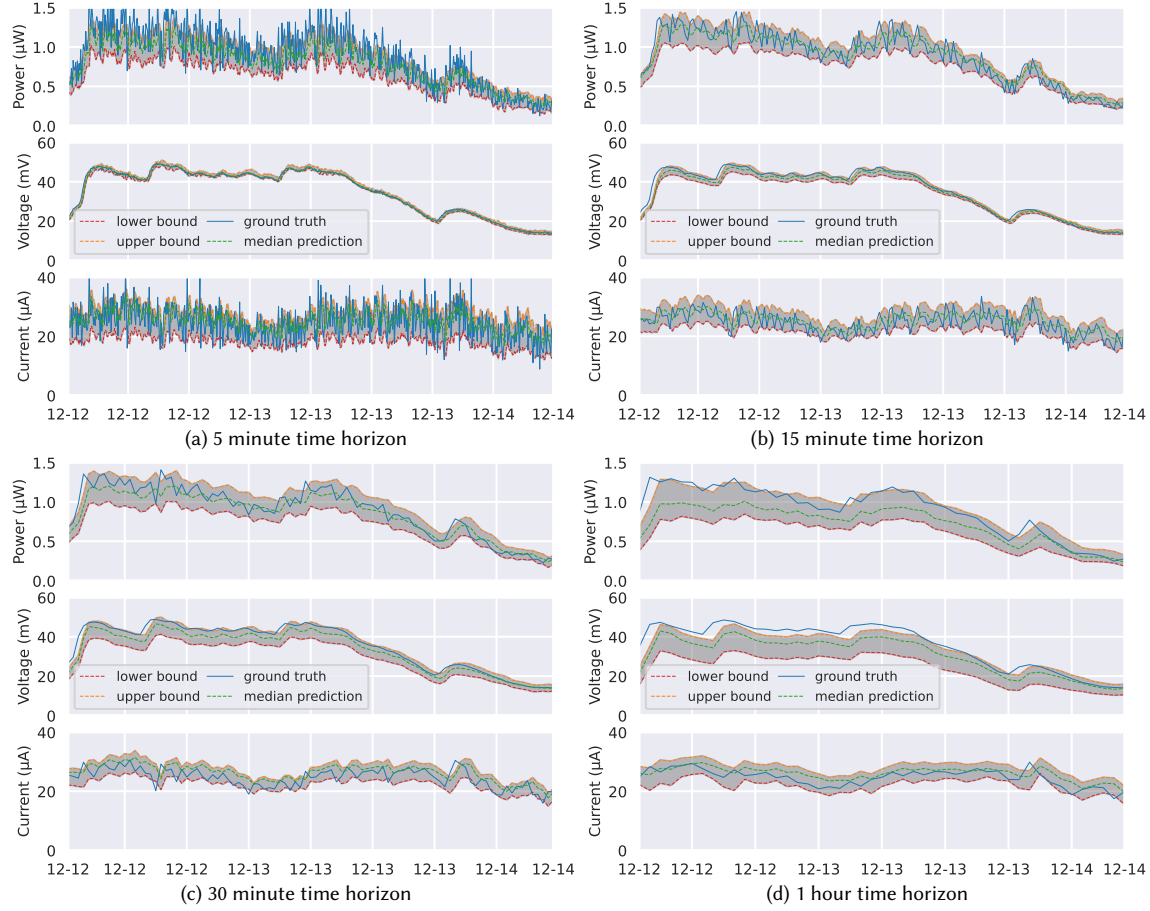 1.5
1.0
0.5
0.0
Power (μW)
60
40
20
0
Voltage (mV)
lower bound
ground truth
upper bound
median prediction
40
20
0
Current (μA)
12-12 12-12 12-12 12-13 12-13 12-13 12-13 12-14 12-14
(a) 5 minute time horizon
1.5
1.0
0.5
0.0
Power (μW)
60
40
20
0
Voltage (mV)
lower bound
ground truth
upper bound
median prediction
40
20
0
Current (μA)
12-12 12-12 12-12 12-13 12-13 12-13 12-13 12-14 12-14
(b) 15 minute time horizon
1.5
1.0
0.5
0.0
Power (μW)
60
40
20
0
Voltage (mV)
lower bound
ground truth
upper bound
median prediction
40
20
0
Current (μA)
12-12 12-12 12-12 12-13 12-13 12-13 12-13 12-14 12-14
(c) 30 minute time horizon
1.5
1.0
0.5
0.0
Power (μW)
60
40
20
0
Voltage (mV)
lower bound
ground truth
upper bound
median prediction
40
20
0
Current (μA)
12-12 12-12 12-12 12-13 12-13 12-13 12-13 12-14 12-14
(d) 1 hour time horizon